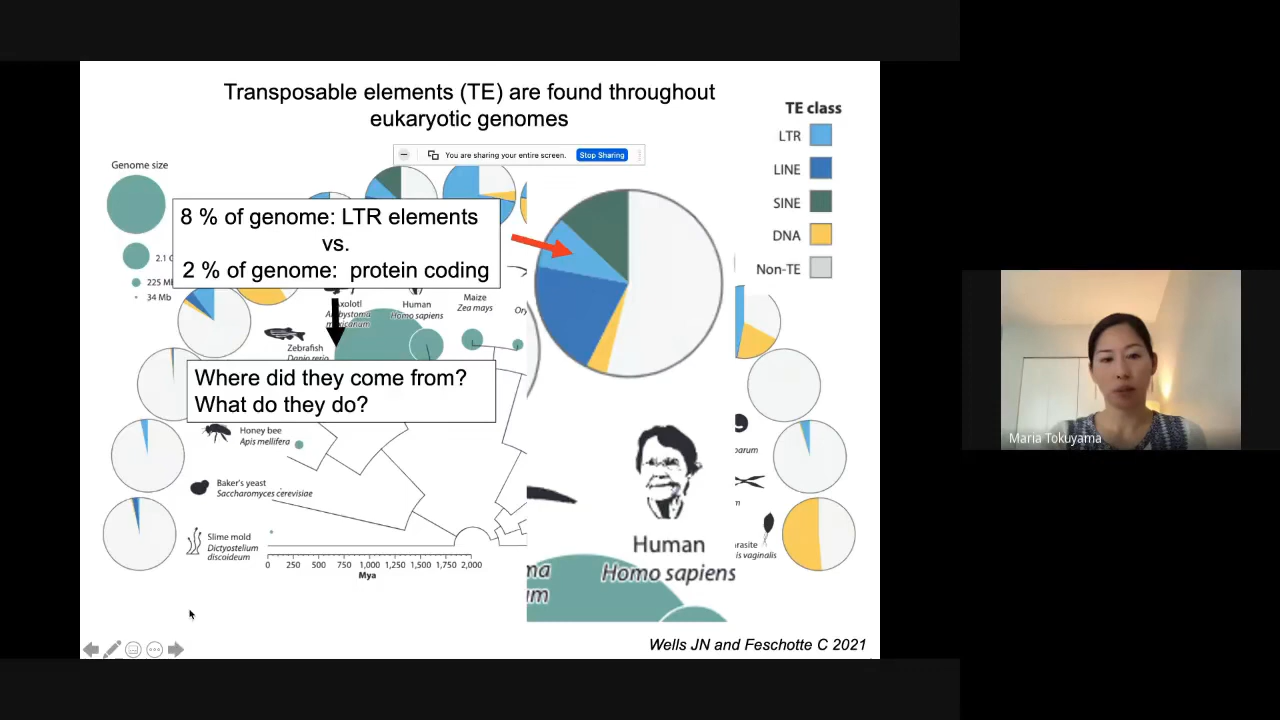 Transposable elements (TE) are found throughout
eukaryotic genomes
TE class
LTR
LINE
SINE
DNA
Non-TE
Genome size
You are sharing your entire screen.
Stop Sharing
8 % of genome: LTR elements
vs.
2 % of genome: protein coding
225
34 Mb
Axolotl
Human
Homo sapiens
Maize
Zea mays
Zebrafish
Danio rerio
Where did they come from?
What do they do?
Honey bee
Apis mellifera
Baker's yeast
Saccharomyces cerevisiae
Slime mold
Dictyostelium
discoideum
0 250 500 750 1,000 1,250 1,500 1,750 2,000
Mya
Human
Homo sapiens
is vaginalis
Wells JN and Feschotte C 2021
Maria Tokuyama